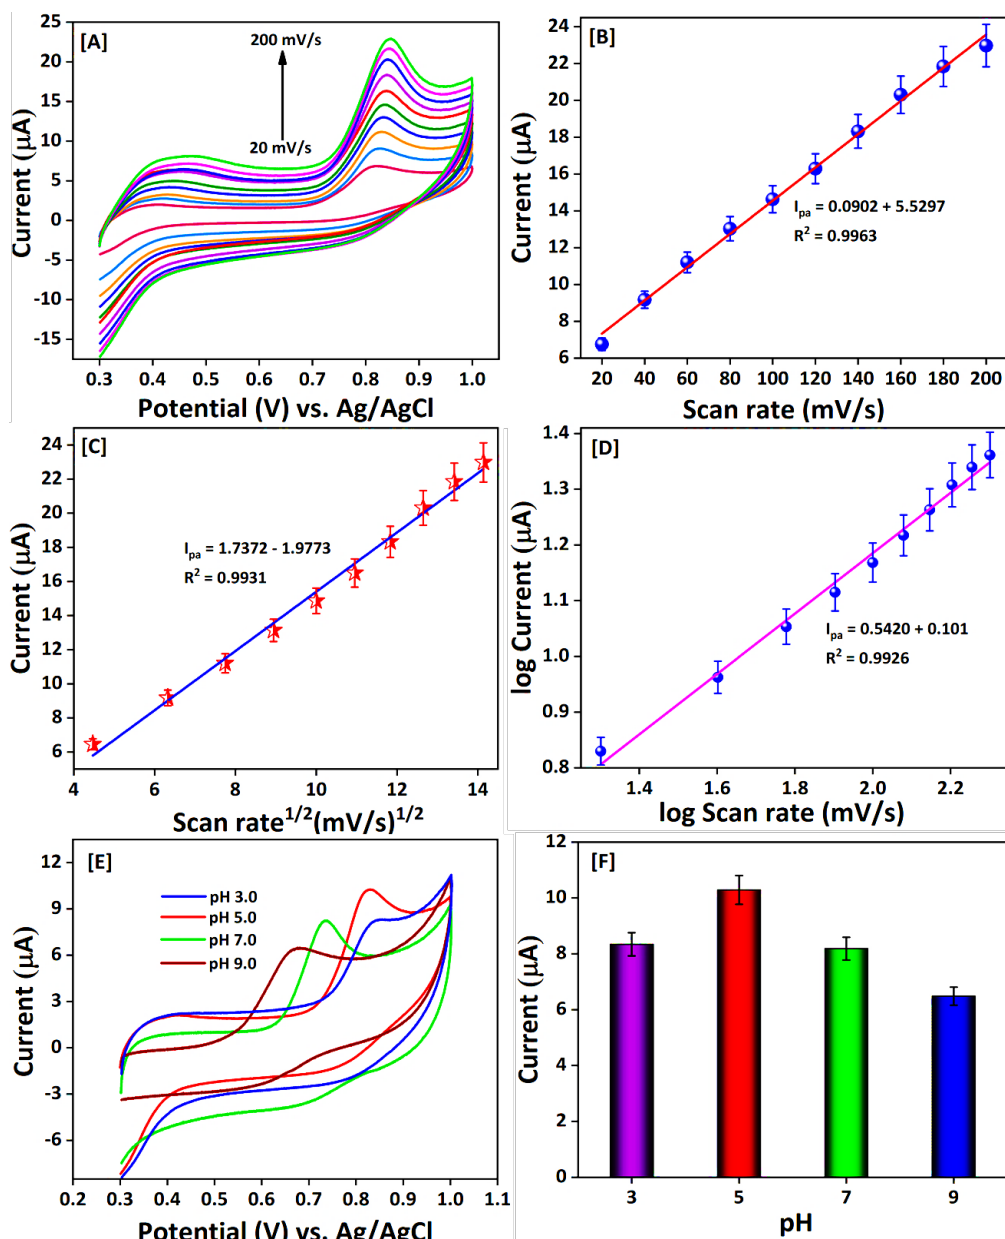 [A]
200 mV/s
20 mV/s
25
20
15
10
5
0
-5
-10
-15
0.3 0.4 0.5 0.6 0.7 0.8 0.9 1.0
Current (μA)
Potential (V) vs. Ag/AgCl
[B]
24
22
20
18
16
14
12
10
8
6
I_pa = 0.0902 + 5.5297
R² = 0.9963
20 40 60 80 100 120 140 160 180 200
Current (μA)
Scan rate (mV/s)
[C]
24
22
20
18
16
14
12
10
8
6
I_pa = 1.7372 - 1.9773
R² = 0.9931
4 6 8 10 12 14
Current (μA)
Scan rate^1/2 (mV/s)^1/2
[D]
1.4
1.3
1.2
1.1
1.0
0.9
0.8
I_pa = 0.5420 + 0.101
R² = 0.9926
1.4 1.6 1.8 2.0 2.2
log Current (μA)
log Scan rate (mV/s)
[E]
pH 3.0
pH 5.0
pH 7.0
pH 9.0
12
9
6
3
0
-3
-6
0.2 0.3 0.4 0.5 0.6 0.7 0.8 0.9 1.0
Current (μA)
Potential (V) vs. Ag/AgCl
[F]
12
10
8
6
4
2
0
3 5 7 9
Current (μA)
pH